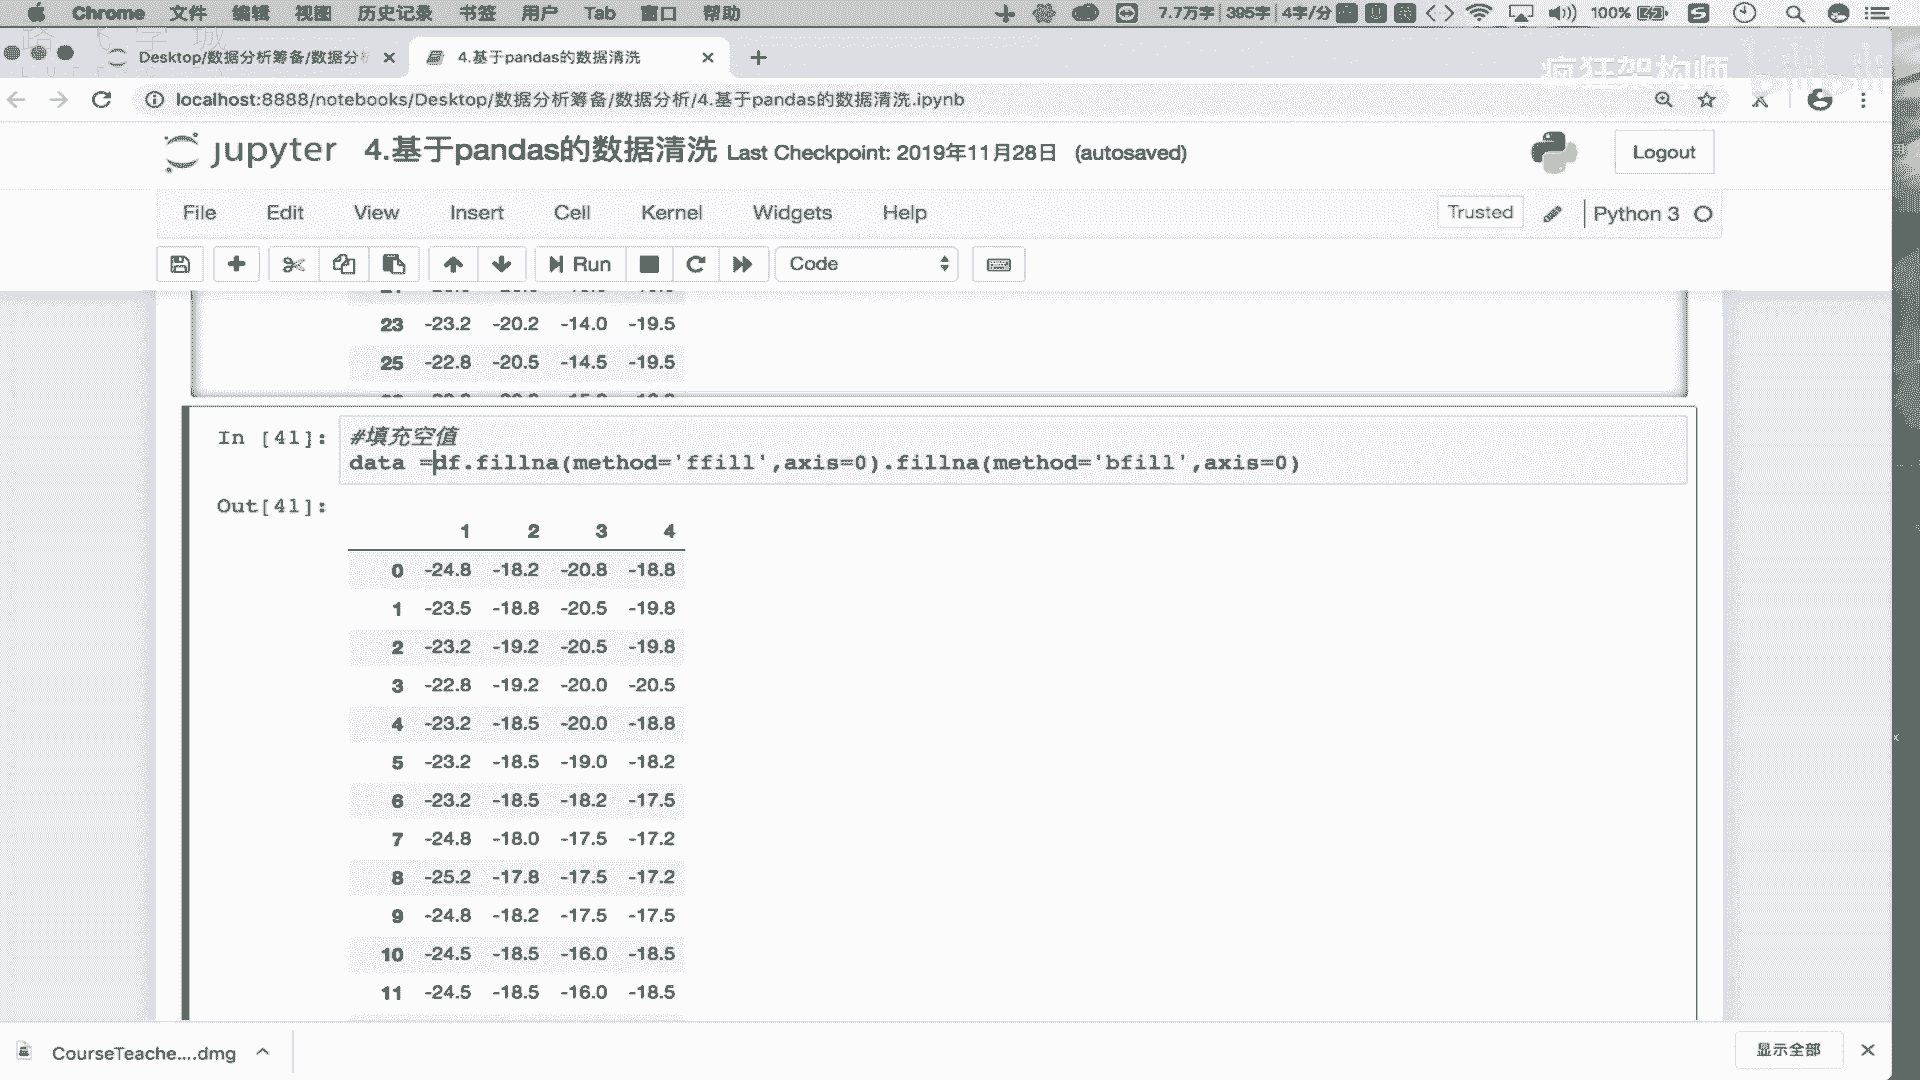 Chrome 文件 编辑 视图 历史记录 书签 用户 Tab 窗口 帮助 7.7万字 395字 4字/分 100%
Desktop/数据分析筹备/数据分 4.基于pandas的数据清洗
疯狂架构师 bilibili
localhost:8888/notebooks/Desktop/数据分析筹备/数据分析/4.基于pandas的数据清洗.ipynb
jupyter 4.基于pandas的数据清洗 Last Checkpoint: 2019年11月28日 (autosaved) Logout
File Edit View Insert Cell Kernel Widgets Help Trusted Python 3
Run Code
23 -23.2 -20.2 -14.0 -19.5
25 -22.8 -20.5 -14.5 -19.5
In [41]: #填充空值
data =df.fillna(method='ffill',axis=0).fillna(method='bfill',axis=0)
Out[41]:
1 2 3 4
0 -24.8 -18.2 -20.8 -18.8
1 -23.5 -18.8 -20.5 -19.8
2 -23.2 -19.2 -20.5 -19.8
3 -22.8 -19.2 -20.0 -20.5
4 -23.2 -18.5 -20.0 -18.8
5 -23.2 -18.5 -19.0 -18.2
6 -23.2 -18.5 -18.2 -17.5
7 -24.8 -18.0 -17.5 -17.2
8 -25.2 -17.8 -17.5 -17.2
9 -24.8 -18.2 -17.5 -17.5
10 -24.5 -18.5 -16.0 -18.5
11 -24.5 -18.5 -16.0 -18.5
CourseTeache....dmg 显示全部